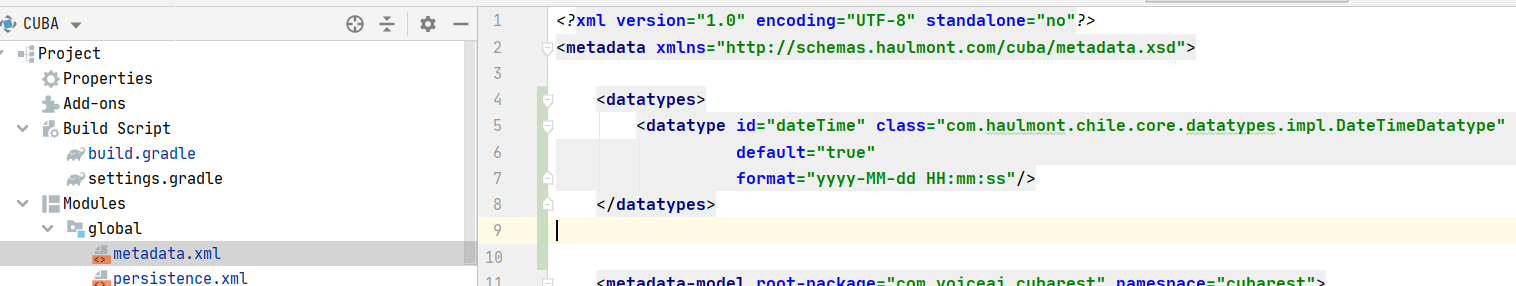 CUBA
Project
Properties
Add-ons
Build Script
build.gradle
settings.gradle
Modules
global
metadata.xml
persistence.xml
1 <?xml version="1.0" encoding="UTF-8" standalone="no"?>
2 <metadata xmlns="http://schemas.haulmont.com/cuba/metadata.xsd">
3
4 <datatypes>
5 <datatype id="dateTime" class="com.haulmont.chile.core.datatypes.impl.DateTimeDatatype"
6 default="true"
7 format="yyyy-MM-dd HH:mm:ss"/>
8 </datatypes>
9
10
11 <metadata-model root-package="com.voiceai.cubarest" namespace="cubarest">